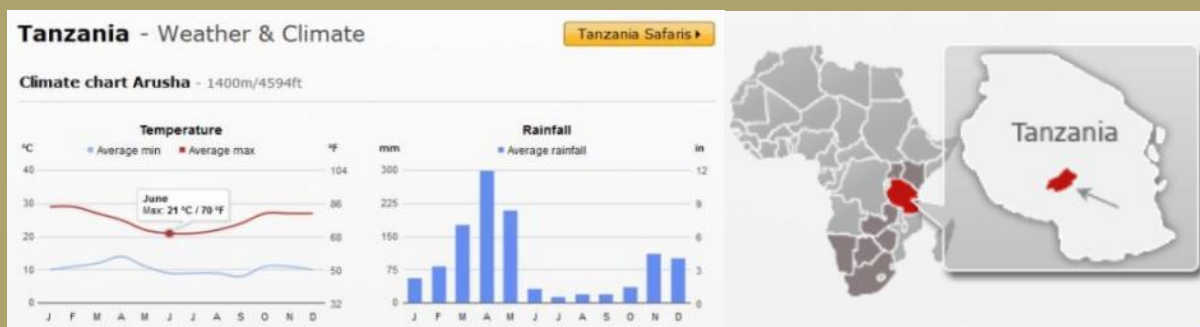 Tanzania - Weather & Climate
Tanzania Safaris
Climate chart Arusha - 1400m/4594ft
Temperature
°C Average min Average max °F
40 104
30 86
20 68
10 50
0 32
June
Max: 21 °C / 70 °F
J F M A M J J A S O N D
Rainfall
mm Average rainfall in
300 12
225 9
150 6
75 3
0 0
J F M A M J J A S O N D
Tanzania